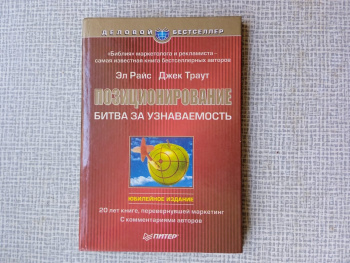 ДЕЛОВОЙ БЕСТСЕЛЛЕР
«Библия» маркетолога и рекламиста -
самая известная книга бестселлерных авторов
Эл Райс Джек Траут
ПОЗИЦИОНИРОВАНИЕ
БИТВА ЗА УЗНАВАЕМОСТЬ
ЮБИЛЕЙНОЕ ИЗДАНИЕ
20 лет книге, перевернувшей маркетинг
С комментариями авторов
ПИТЕР